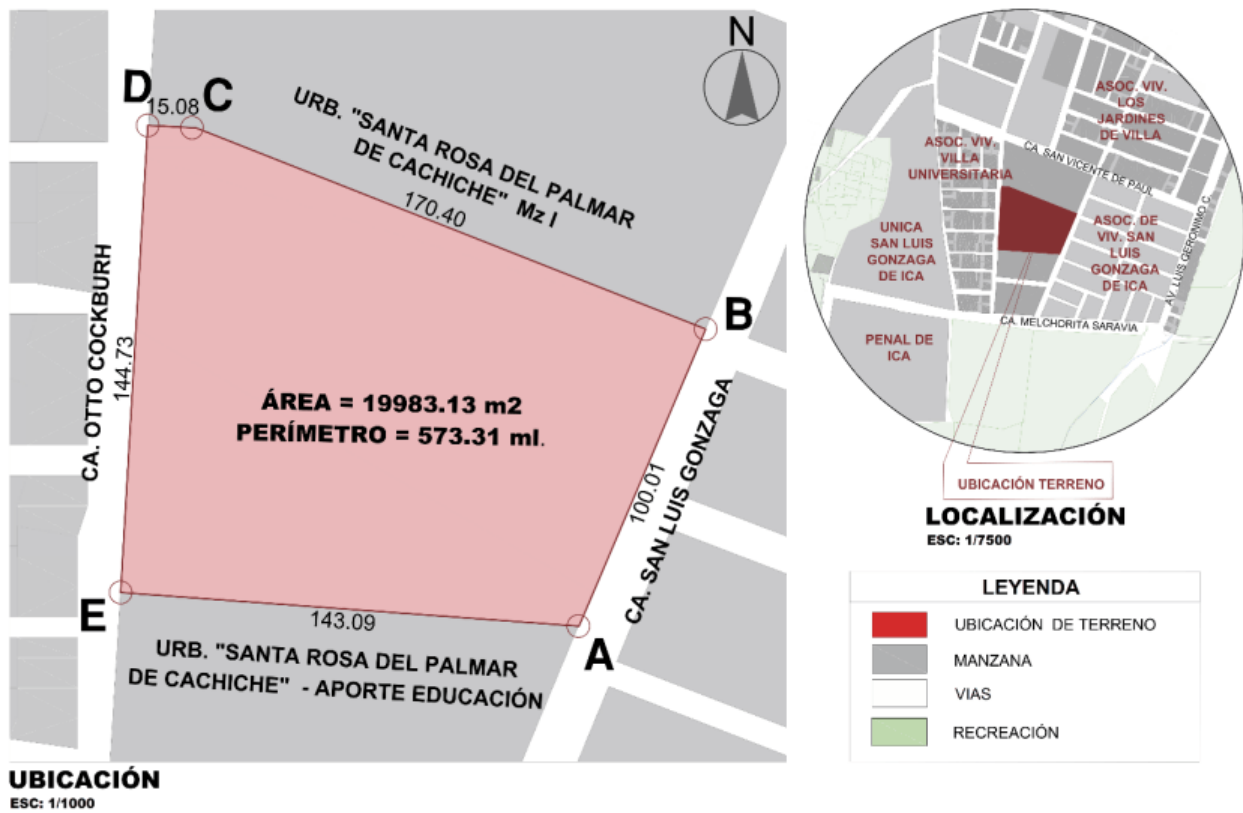 N
D
15.08
C
URB. "SANTA ROSA DEL PALMAR
DE CACHICHE" Mz I
170.40
B
CA. OTTO COCKBURH
144.73
ÁREA = 19983.13 m2
PERÍMETRO = 573.31 ml.
100.01
CA. SAN LUIS GONZAGA
E
143.09
A
URB. "SANTA ROSA DEL PALMAR
DE CACHICHE" - APORTE EDUCACIÓN
UBICACIÓN
ESC: 1/1000
ASOC. VIV.
LOS
JARDINES
DE VILLA
ASOC. VIV.
VILLA
UNIVERSITARIA
CA. SAN VICENTE DE PAUL
UNICA
SAN LUIS
GONZAGA
DE ICA
ASOC. DE
VIV. SAN
LUIS
GONZAGA
DE ICA
AV. LUIS GERONIMO C.
CA. MELCHORITA SARAVIA
PENAL DE
ICA
UBICACIÓN TERRENO
LOCALIZACIÓN
ESC: 1/7500
LEYENDA
UBICACIÓN DE TERRENO
MANZANA
VIAS
RECREACIÓN